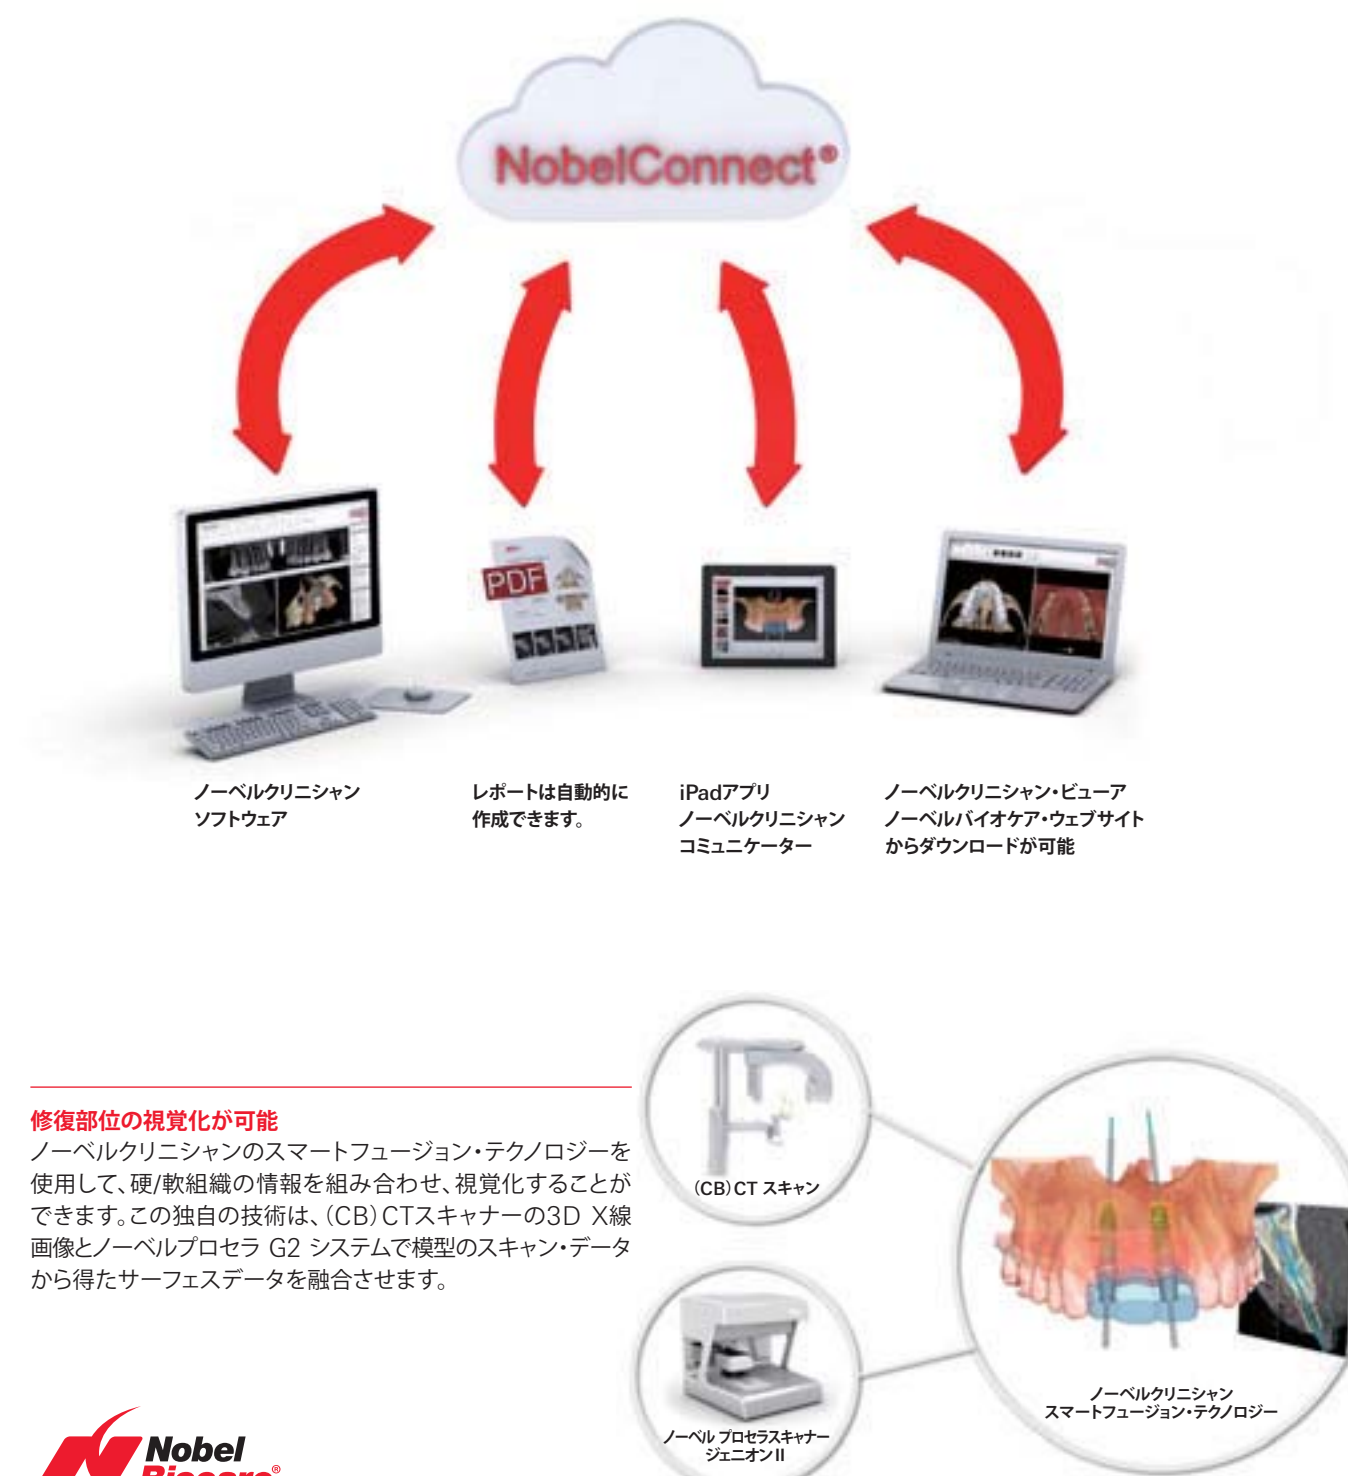 NobelConnect®
PDF
ノーベルクリニシャン
ソフトウェア
レポートは自動的に
作成できます。
iPadアプリ
ノーベルクリニシャン
コミュニケーター
ノーベルクリニシャン・ビューア
ノーベルバイオケア・ウェブサイト
からダウンロードが可能
修復部位の視覚化が可能
ノーベルクリニシャンのスマートフュージョン・テクノロジーを
使用して、硬/軟組織の情報を組み合わせ、視覚化することが
できます。この独自の技術は、(CB)CTスキャナーの3D X線
画像とノーベルプロセラ G2 システムで模型のスキャン・データ
から得たサーフェスデータを融合させます。
(CB)CT スキャン
ノーベル プロセラスキャナー
ジェニオンⅡ
ノーベルクリニシャン
スマートフュージョン・テクノロジー
Nobel
Biocare®